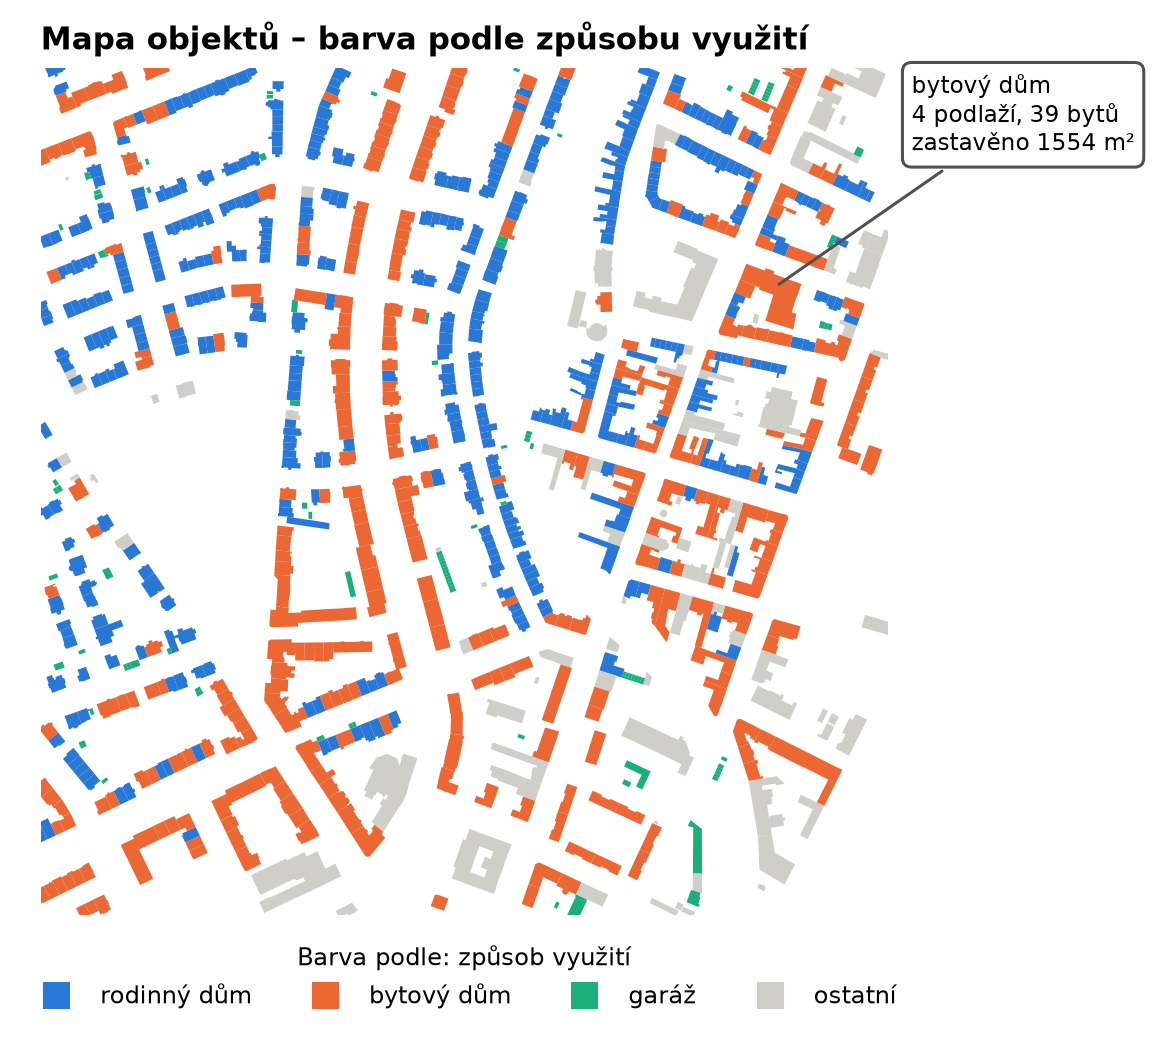 Mapa objektů – barva podle způsobu využití
bytový dům
4 podlaží, 39 bytů
zastavěno 1554 m²
Barva podle: způsob využití
rodinný dům
bytový dům
garáž
ostatní